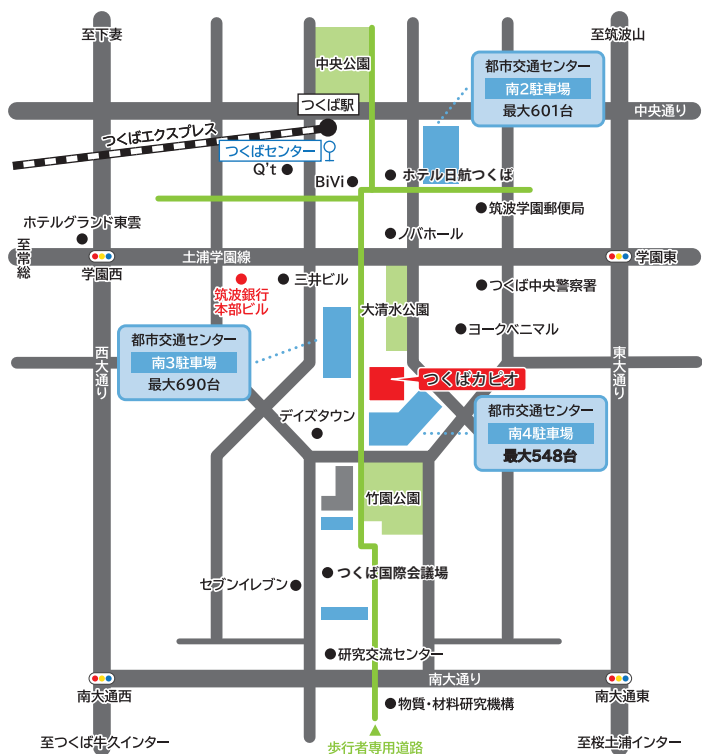 至下妻
至筑波山
中央公園
都市交通センター
南2駐車場
最大601台
つくば駅
中央通り
つくばエクスプレス
つくばセンター
Q't
BiVi
ホテル日航つくば
筑波学園郵便局
ホテルグランド東雲
ノバホール
至常総
土浦学園線
学園西
学園東
筑波銀行
本部ビル
三井ビル
つくば中央警察署
大清水公園
ヨークベニマル
都市交通センター
南3駐車場
最大690台
西大通り
東大通り
つくばカピオ
都市交通センター
南4駐車場
最大548台
デイズタウン
竹園公園
つくば国際会議場
セブンイレブン
研究交流センター
南大通り
南大通西
南大通東
物質・材料研究機構
至つくば牛久インター
歩行者専用道路
至桜土浦インター